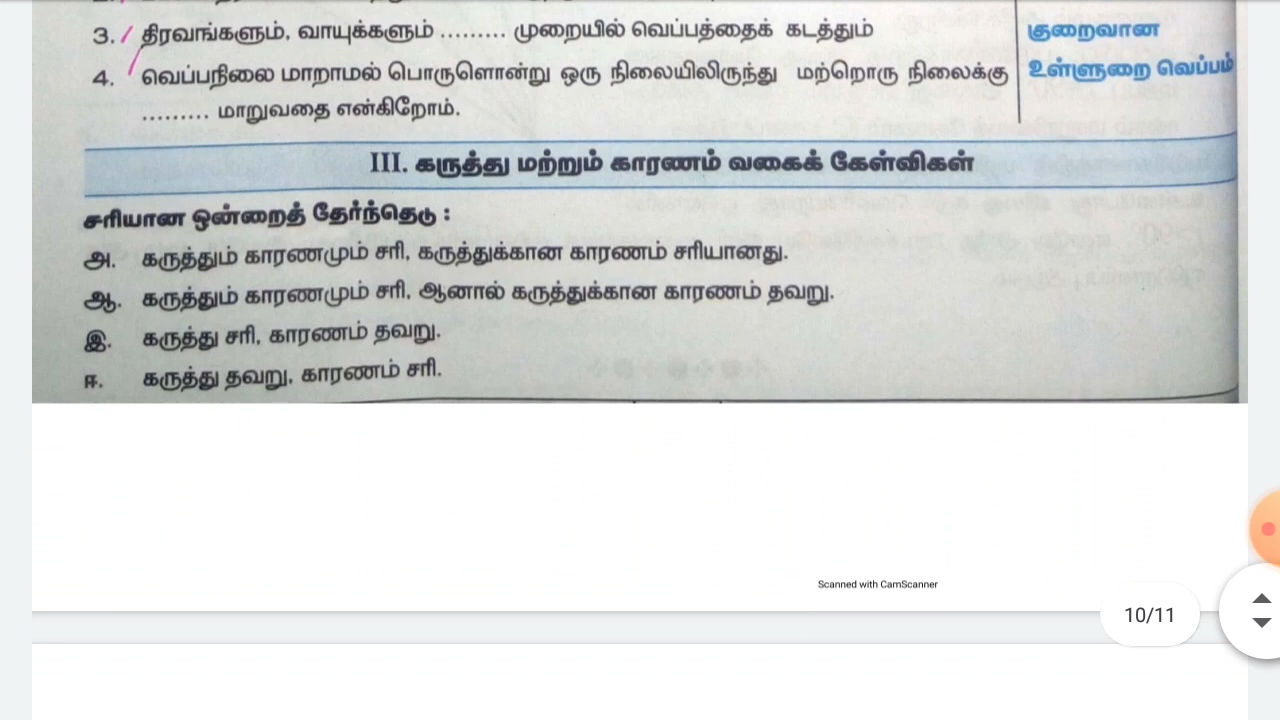 3. திரவங்களும், வாயுக்களும் ......... முறையில் வெப்பத்தைக் கடத்தும்
குறைவான
4. வெப்பநிலை மாறாமல் பொருளொன்று ஒரு நிலையிலிருந்து மற்றொரு நிலைக்கு
உள்ளுறை வெப்பம்
......... மாறுவதை என்கிறோம்.
III. கருத்து மற்றும் காரணம் வகைக் கேள்விகள்
சரியான ஒன்றைத் தேர்ந்தெடு :
அ. கருத்தும் காரணமும் சரி, கருத்துக்கான காரணம் சரியானது.
ஆ. கருத்தும் காரணமும் சரி, ஆனால் கருத்துக்கான காரணம் தவறு.
இ. கருத்து சரி, காரணம் தவறு.
ஈ. கருத்து தவறு, காரணம் சரி.
Scanned with CamScanner
10/11